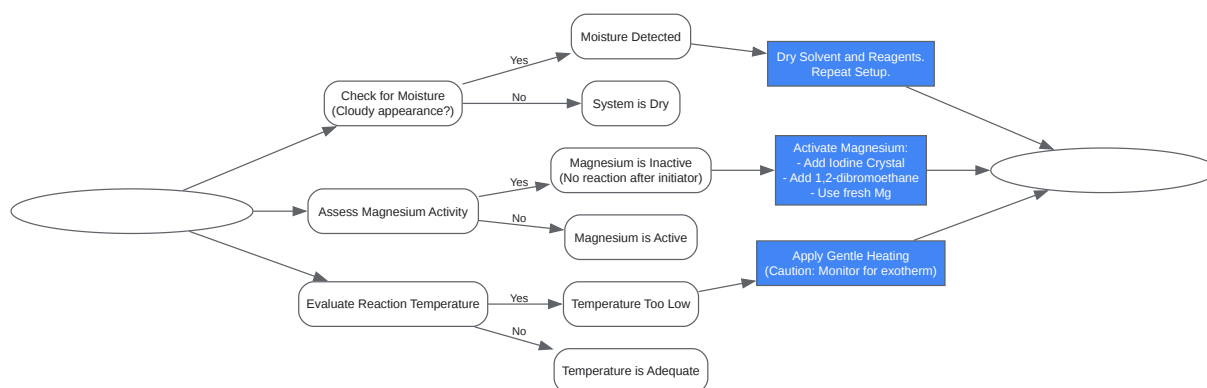 Moisture Detected
Dry Solvent and Reagents.
Repeat Setup.
Yes
Check for Moisture
(Cloudy appearance?)
No
System is Dry
Magnesium is Inactive
(No reaction after initiator)
Activate Magnesium:
- Add Iodine Crystal
- Add 1,2-dibromoethane
- Use fresh Mg
Yes
Assess Magnesium Activity
No
Magnesium is Active
Apply Gentle Heating
(Caution: Monitor for exotherm)
Evaluate Reaction Temperature
Yes
Temperature Too Low
No
Temperature is Adequate